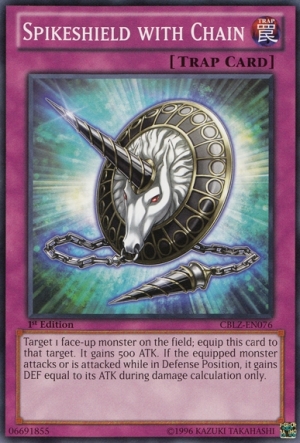 SPIKESHIELD WITH CHAIN
TRAP
罠
[TRAP CARD]
1st Edition
CBLZ-EN076
Target 1 face-up monster on the field; equip this card to
that target. It gains 500 ATK. If the equipped monster
attacks or is attacked while in Defense Position, it gains
DEF equal to its ATK during damage calculation only.
06691855
©1996 KAZUKI TAKAHASHI